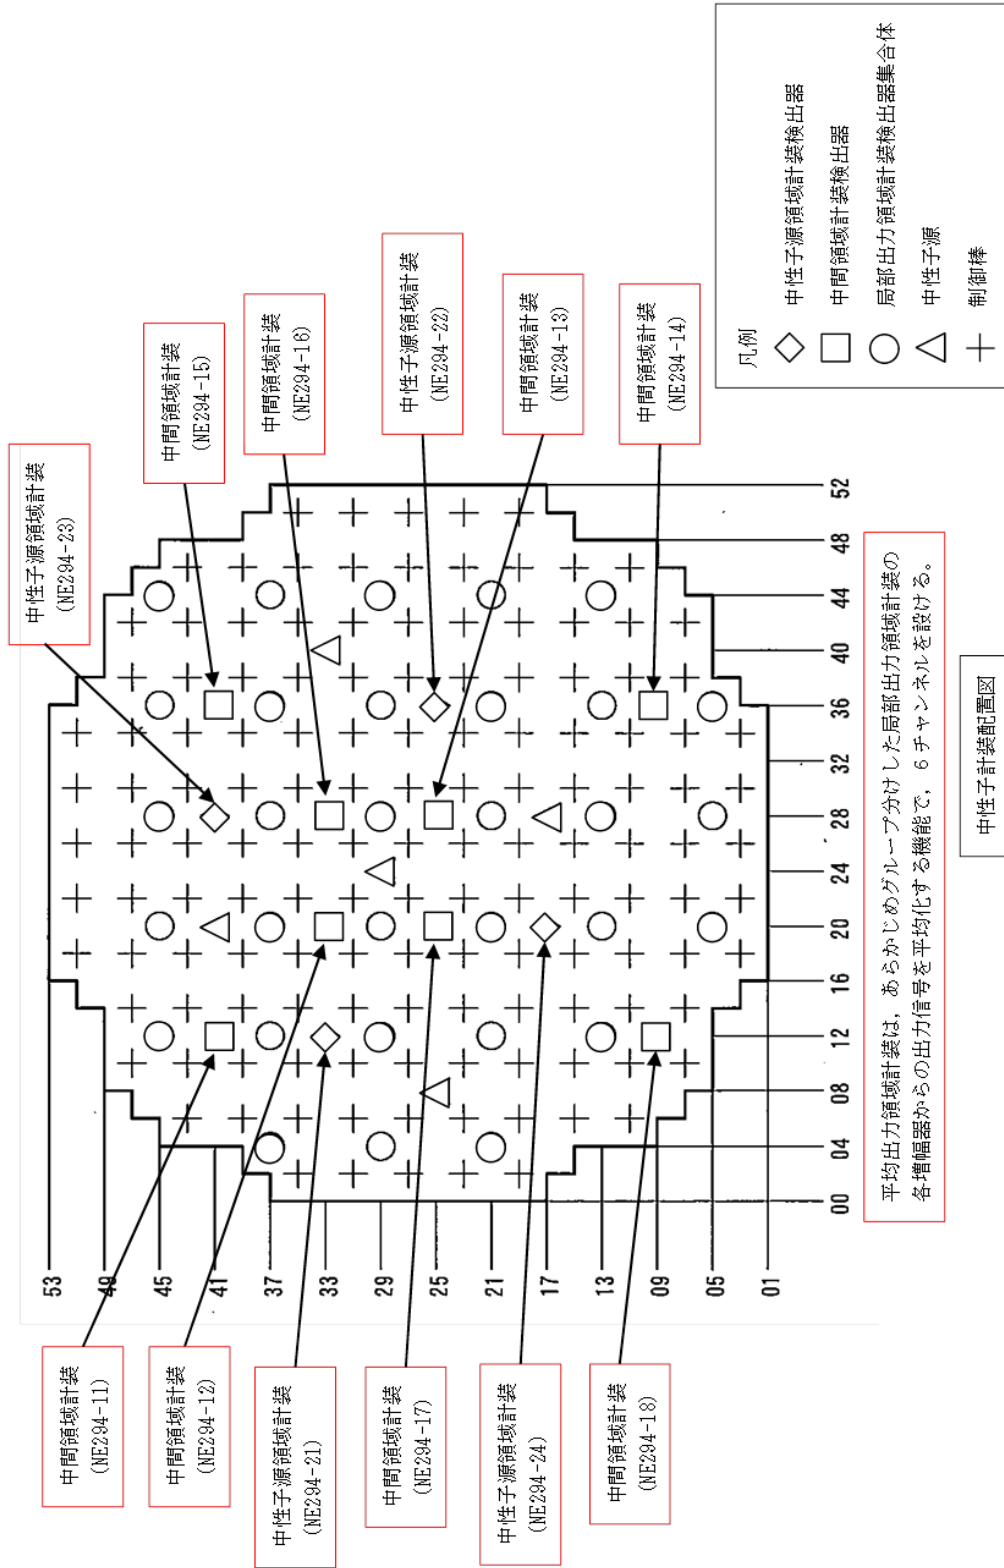 中性子源領域計装
(NE294-23)
中間領域計装
(NE294-15)
中間領域計装
(NE294-16)
中性子源領域計装
(NE294-22)
中間領域計装
(NE294-13)
中間領域計装
(NE294-14)
中間領域計装
(NE294-11)
中間領域計装
(NE294-12)
中性子源領域計装
(NE294-21)
中間領域計装
(NE294-17)
中性子源領域計装
(NE294-24)
中間領域計装
(NE294-18)
53
49
45
41
37
33
29
25
21
17
13
09
05
01
00
04
08
12
16
20
24
28
32
36
40
44
48
52
凡例
中性子源領域計装検出器
中間領域計装検出器
局部出力領域計装検出器集合体
中性子源
制御棒
平均出力領域計装は，あらかじめグループ分けした局部出力領域計装の
各増幅器からの出力信号を平均化する機能で，6チャンネルを設ける。
中性子計装配置図